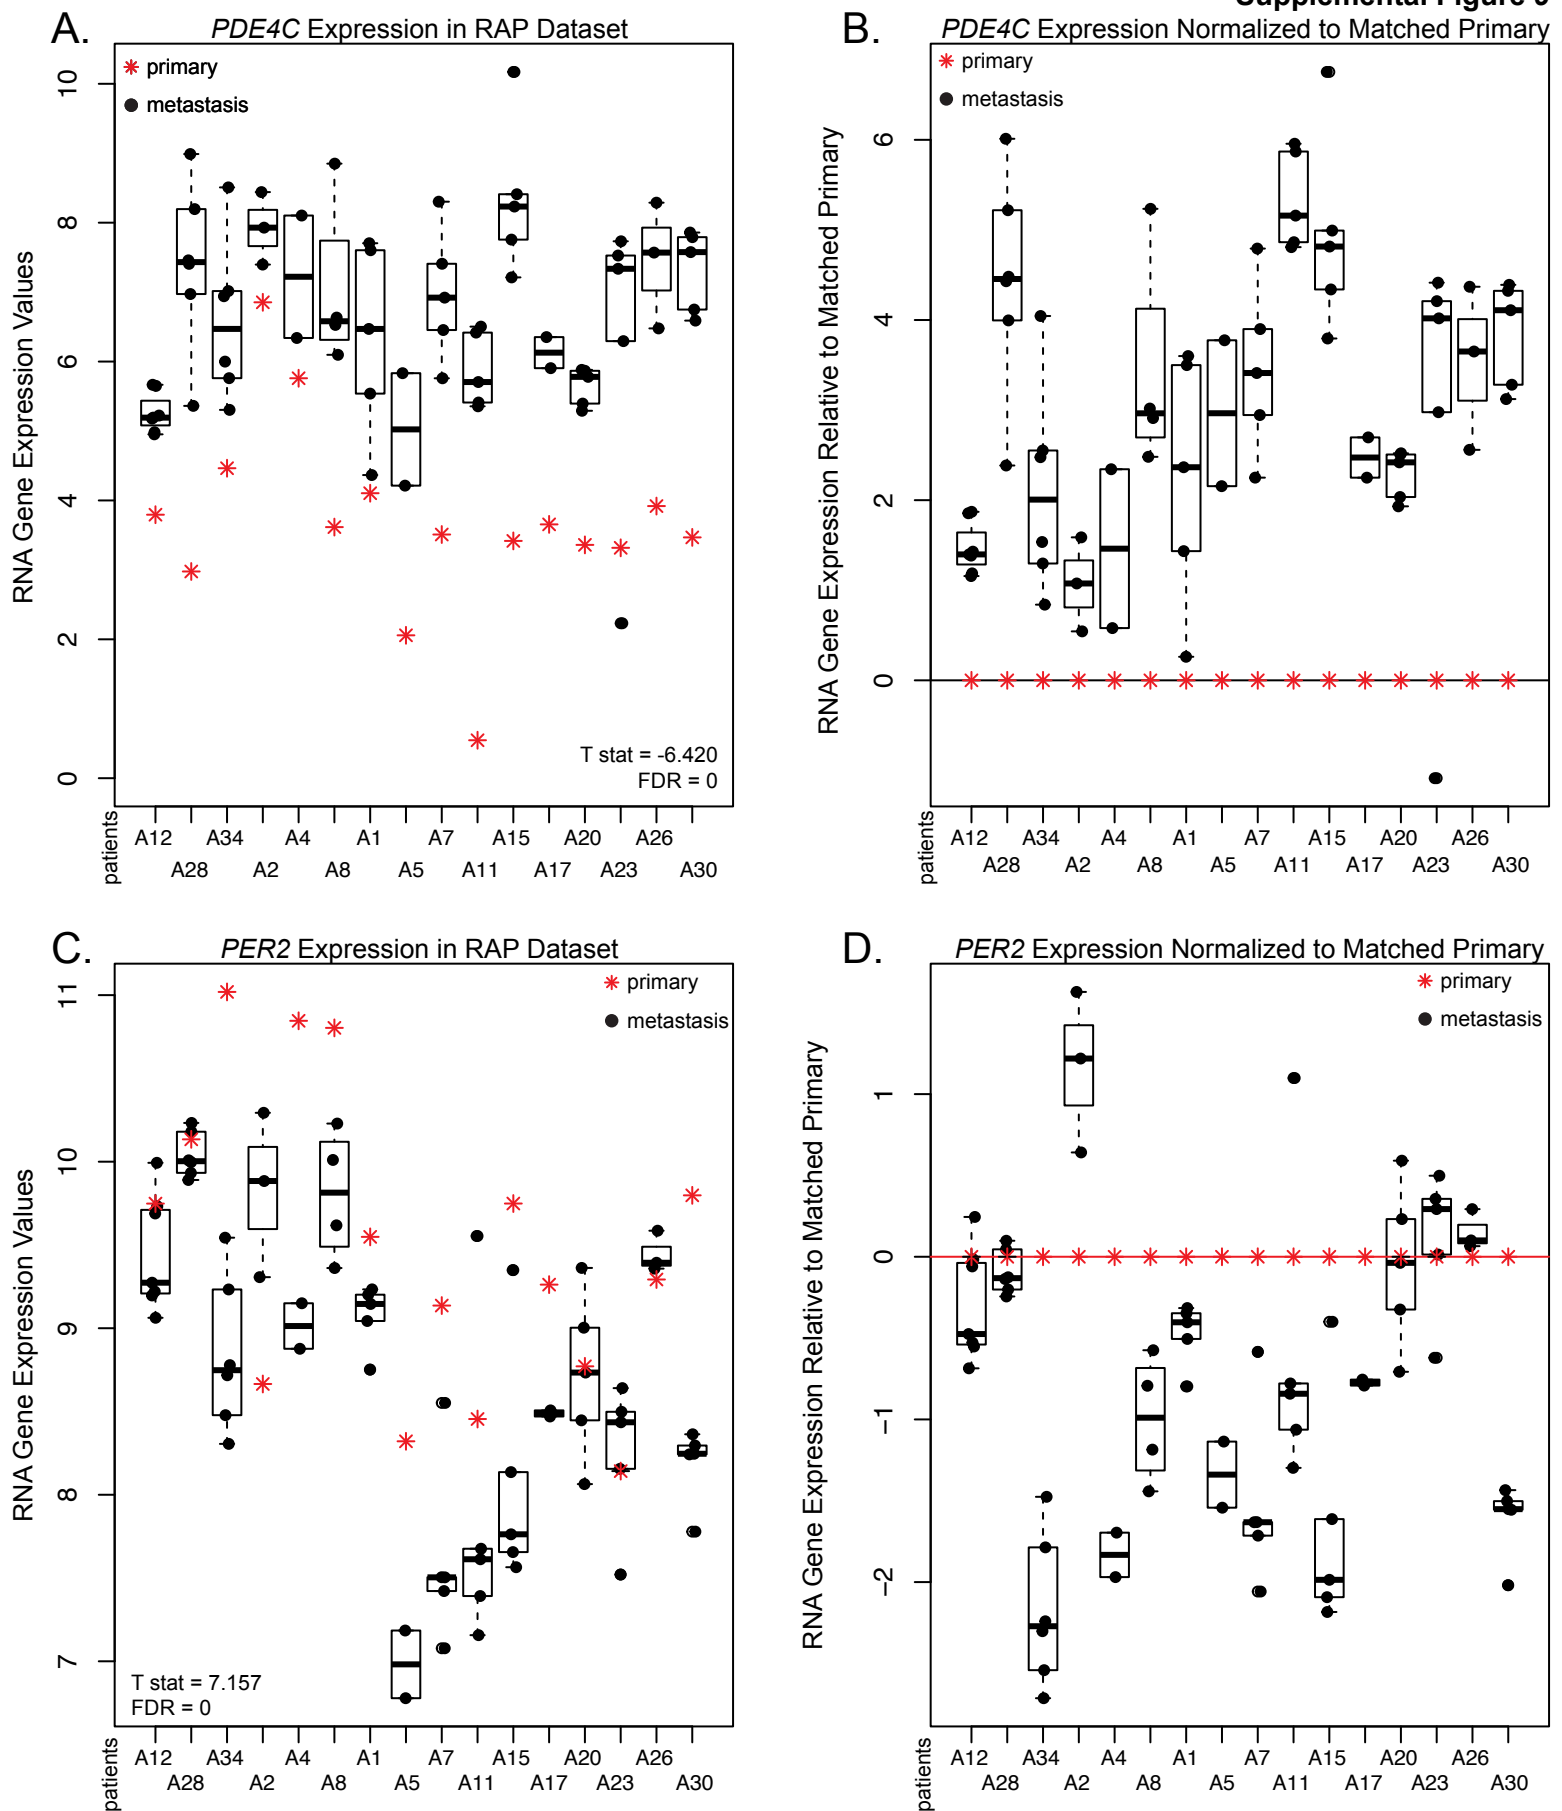 A.
PDE4C Expression in RAP Dataset
primary
metastasis
RNA Gene Expression Values
10
8
6
4
2
0
T stat = -6.420
FDR = 0
patients
A12 A34 A4 A1 A7 A15 A20 A26
A28 A2 A8 A5 A11 A17 A23 A30
B.
PDE4C Expression Normalized to Matched Primary
primary
metastasis
RNA Gene Expression Relative to Matched Primary
6
4
2
0
patients
A12 A34 A4 A1 A7 A15 A20 A26
A28 A2 A8 A5 A11 A17 A23 A30
C.
PER2 Expression in RAP Dataset
primary
metastasis
RNA Gene Expression Values
11
10
9
8
7
T stat = 7.157
FDR = 0
patients
A12 A34 A4 A1 A7 A15 A20 A26
A28 A2 A8 A5 A11 A17 A23 A30
D.
PER2 Expression Normalized to Matched Primary
primary
metastasis
RNA Gene Expression Relative to Matched Primary
1
0
−1
−2
patients
A12 A34 A4 A1 A7 A15 A20 A26
A28 A2 A8 A5 A11 A17 A23 A30